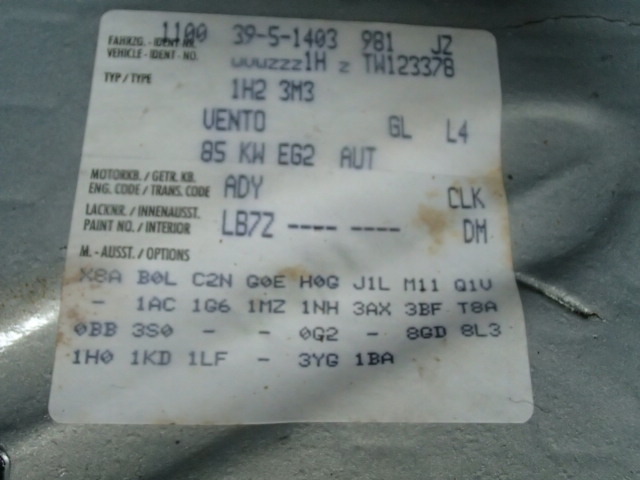 1100 39-5-1403 981 JZ
FAHRZG. - IDENT-NR.
VEHICLE - IDENT - NO. WVWZZZ1H Z TW123378
TYP / TYPE 1H2 3M3
VENTO GL L4
85 KW EG2 AUT
MOTORKB. / GETR. KB.
ENG. CODE / TRANS. CODE ADY CLK
LACKNR. / INNENAUSST.
PAINT NO. / INTERIOR LB7Z ---- ---- DM
M. - AUSST. / OPTIONS
X8A B0L C2N G0E H0G J1L M11 Q1V
- 1AC 1G6 1MZ 1NH 3AX 3BF T8A
0BB 3S0 - - 0G2 - 8GD 8L3
1H0 1KD 1LF - 3YG 1BA